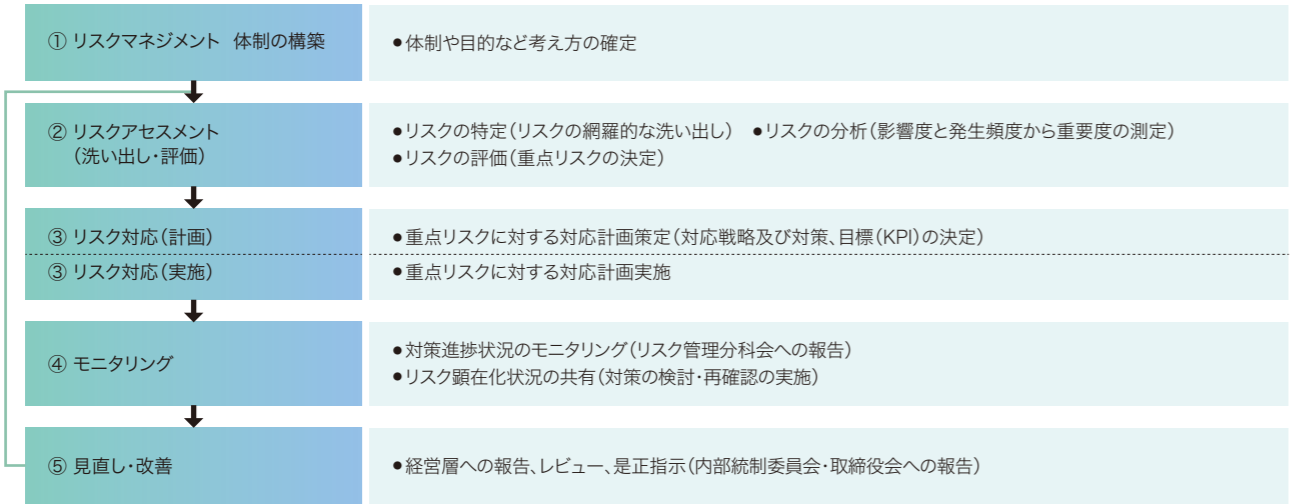 ① リスクマネジメント 体制の構築
●体制や目的など考え方の確定
② リスクアセスメント
(洗い出し・評価)
●リスクの特定(リスクの網羅的な洗い出し) ●リスクの分析(影響度と発生頻度から重要度の測定)
●リスクの評価(重点リスクの決定)
③ リスク対応(計画)
●重点リスクに対する対応計画策定(対応戦略及び対策、目標(KPI)の決定)
③ リスク対応(実施)
●重点リスクに対する対応計画実施
④ モニタリング
●対策進捗状況のモニタリング(リスク管理分科会への報告)
●リスク顕在化状況の共有(対策の検討・再確認の実施)
⑤ 見直し・改善
●経営層への報告、レビュー、是正指示(内部統制委員会・取締役会への報告)